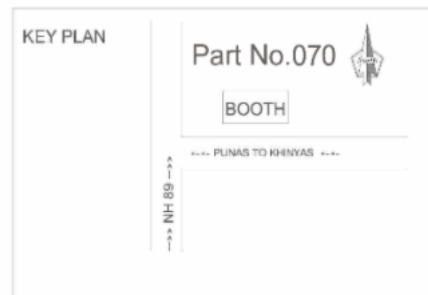 KEY PLAN
Part No.070
BOOTH
<-<- PUNAS TO KHINYAS <-<-
<<-- NH 89 --<<